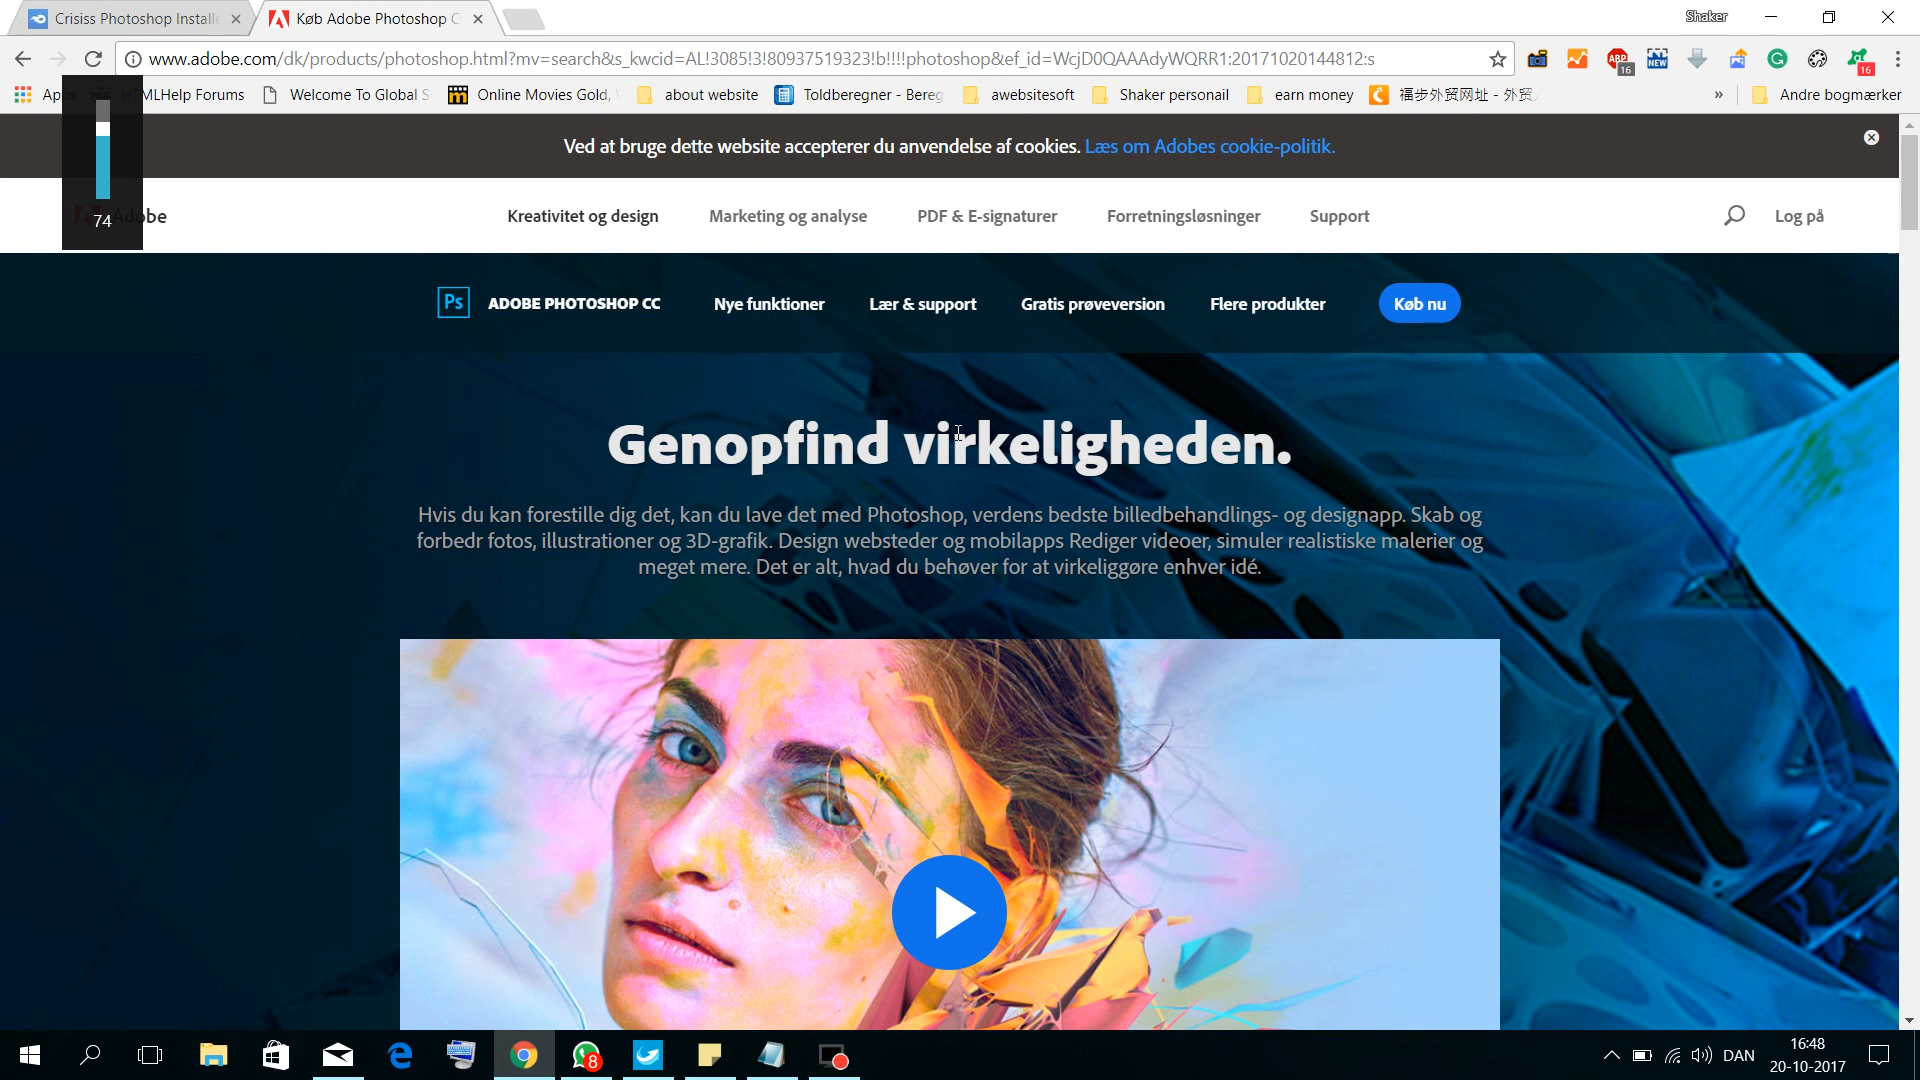 Crisiss Photoshop Installe
Køb Adobe Photoshop C
Shaker
www.adobe.com/dk/products/photoshop.html?mv=search&s_kwcid=AL!3085!3!80937519323!b!!!!photoshop&ef_id=WcjD0QAAAdyWQRR1:20171020144812:s
ABP
16
NEW
16
HTMLHelp Forums
Welcome To Global S
Online Movies Gold,
about website
Toldberegner - Bereg
awebsitesoft
Shaker personail
earn money
福步外贸网址 - 外贸
»
Andre bogmærker
Ved at bruge dette website accepterer du anvendelse af cookies. Læs om Adobes cookie-politik.
74
Adobe
Kreativitet og design
Marketing og analyse
PDF & E-signaturer
Forretningsløsninger
Support
Log på
Ps
ADOBE PHOTOSHOP CC
Nye funktioner
Lær & support
Gratis prøveversion
Flere produkter
Køb nu
Genopfind virkeligheden.
Hvis du kan forestille dig det, kan du lave det med Photoshop, verdens bedste billedbehandlings- og designapp. Skab og
forbedr fotos, illustrationer og 3D-grafik. Design websteder og mobilapps Rediger videoer, simuler realistiske malerier og
meget mere. Det er alt, hvad du behøver for at virkeliggøre enhver idé.
8
DAN
16:48
20-10-2017